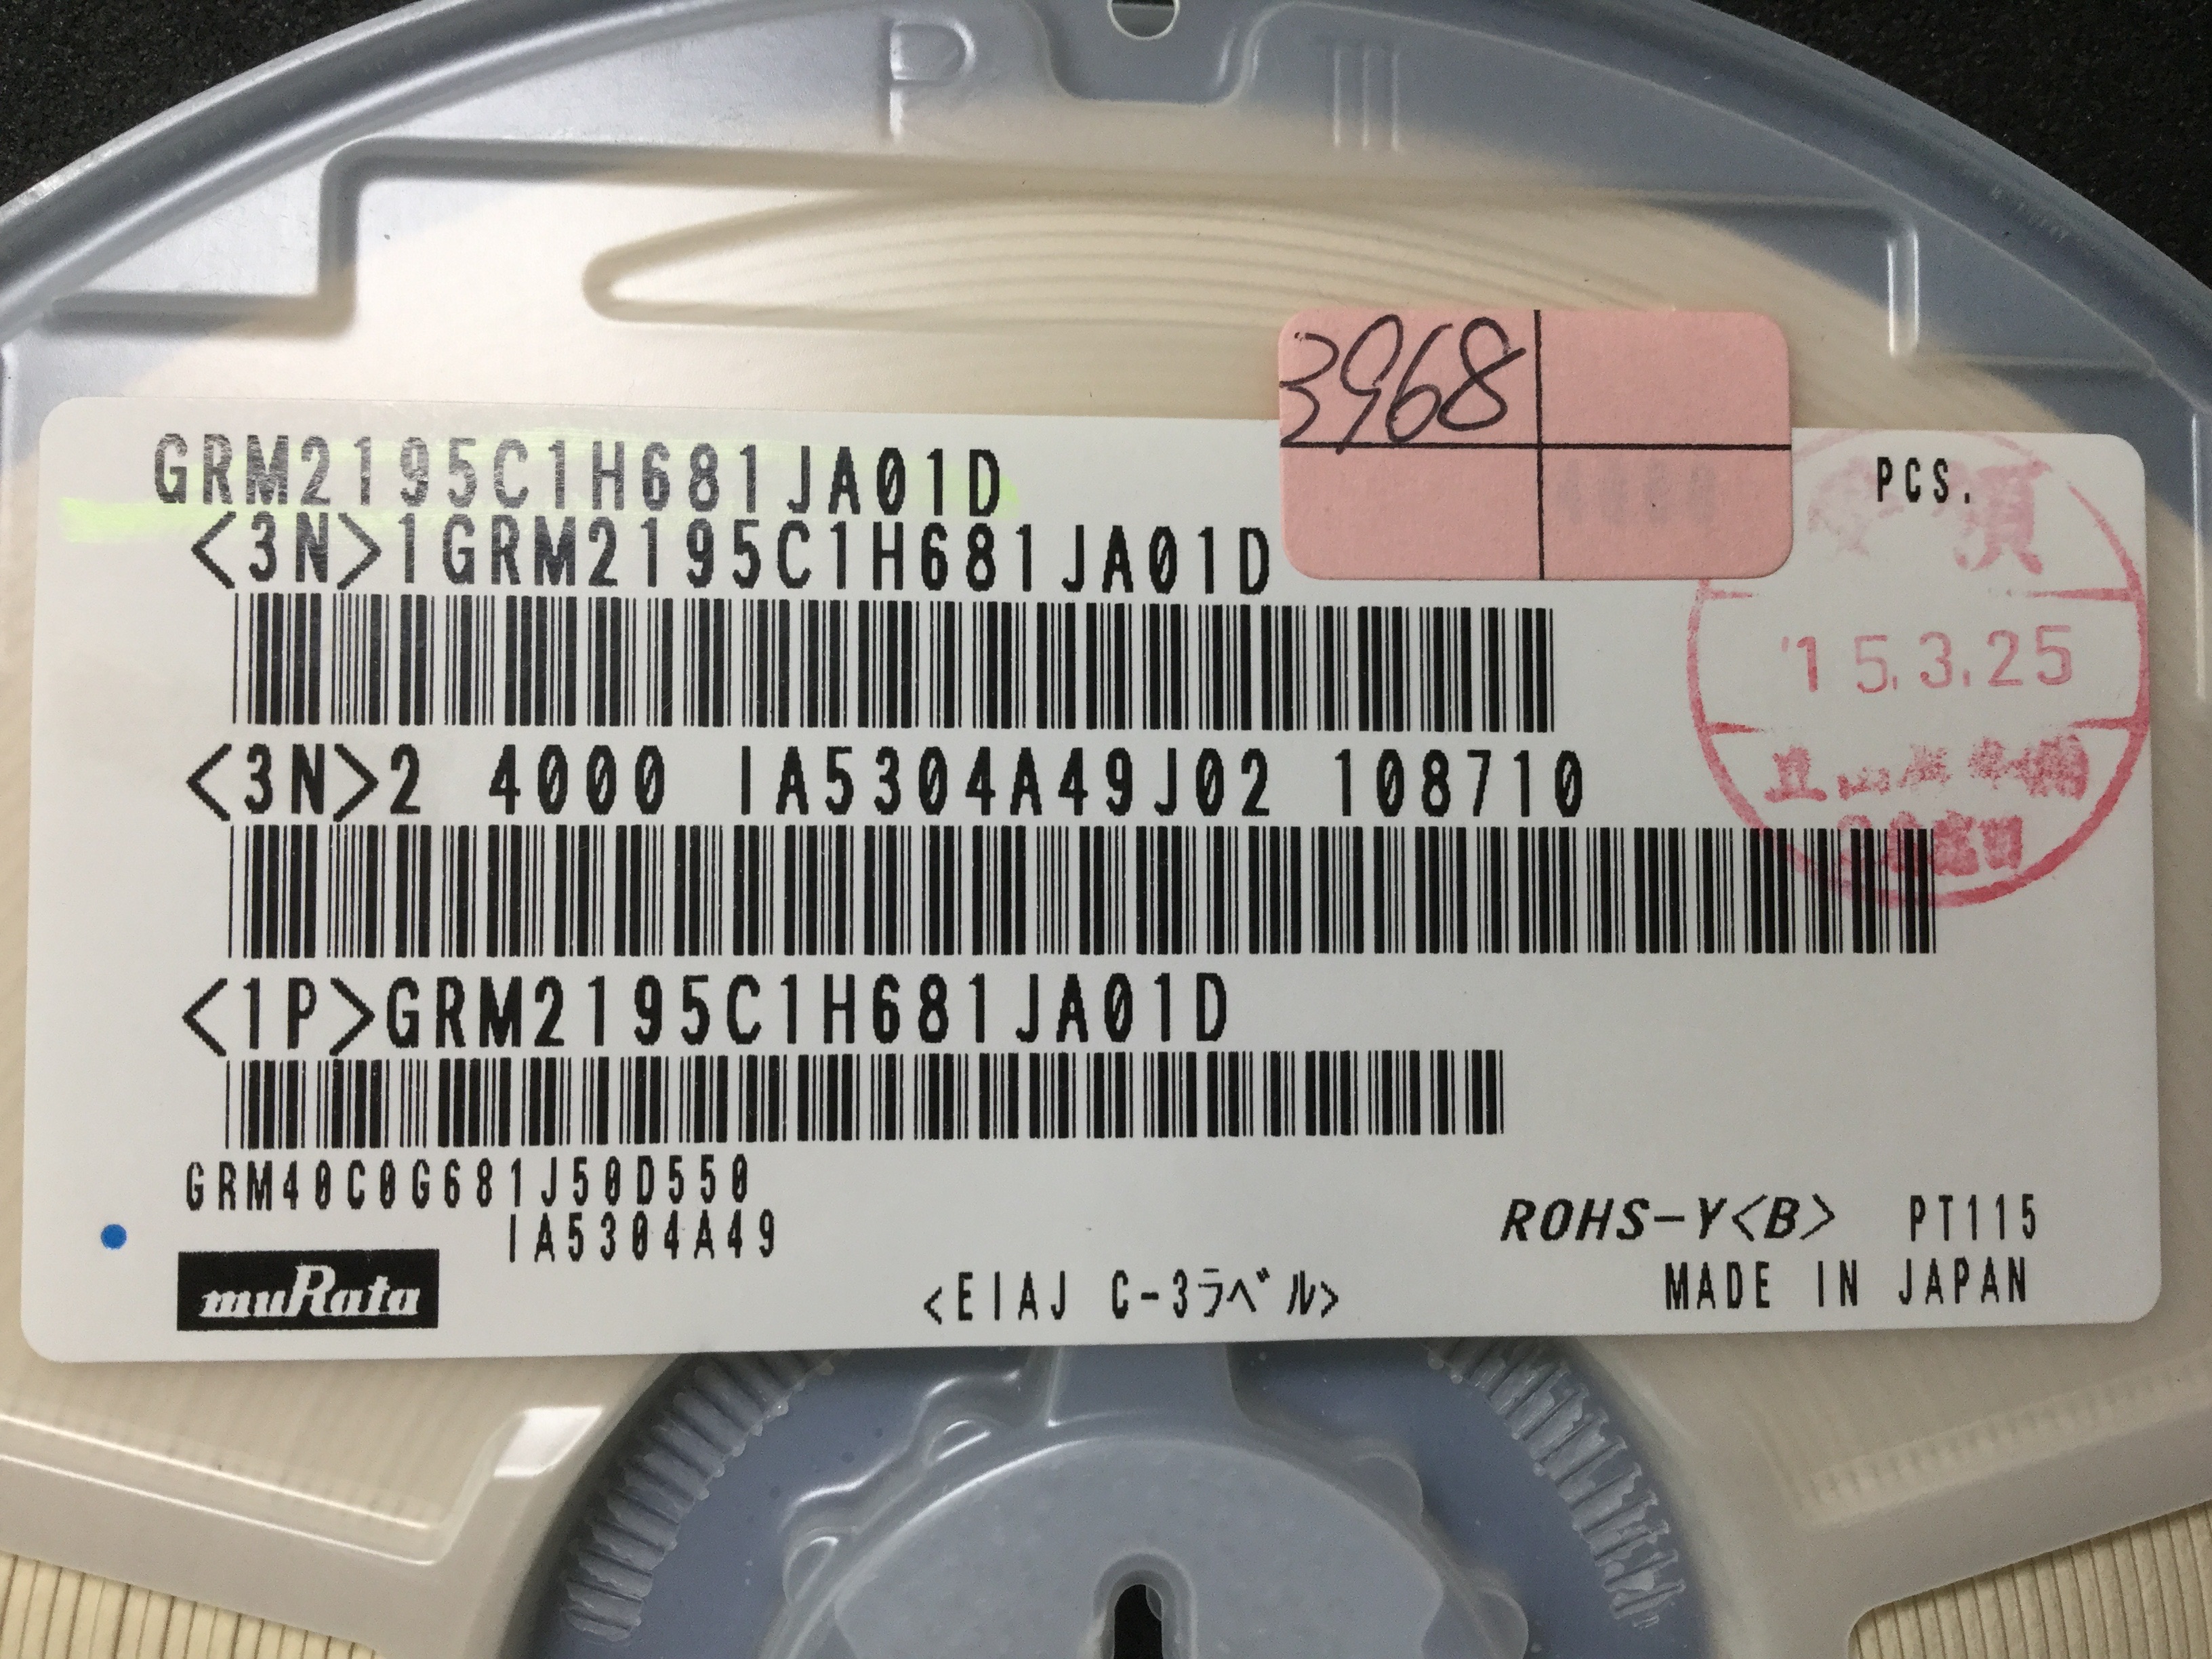 P
3968
GRM2195C1H681JA01D
PCS.
<3N>1GRM2195C1H681JA01D
'15.3.25
<3N>2 4000 IA5304A49J02 108710
<1P>GRM2195C1H681JA01D
GRM40C0G681J50D550
IA5304A49
ROHS-Y<B> PT115
muRata
<EIAJ C-3ラベル>
MADE IN JAPAN